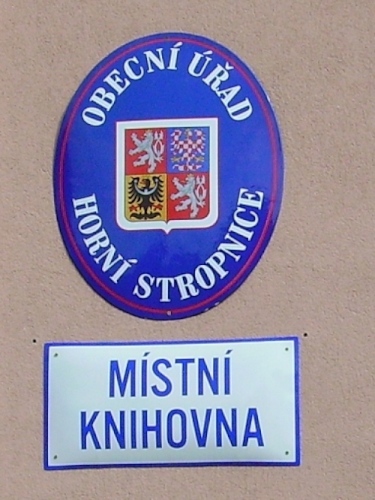 OBECNÍ ÚŘAD
HORNÍ STROPNICE
MÍSTNÍ
KNIHOVNA